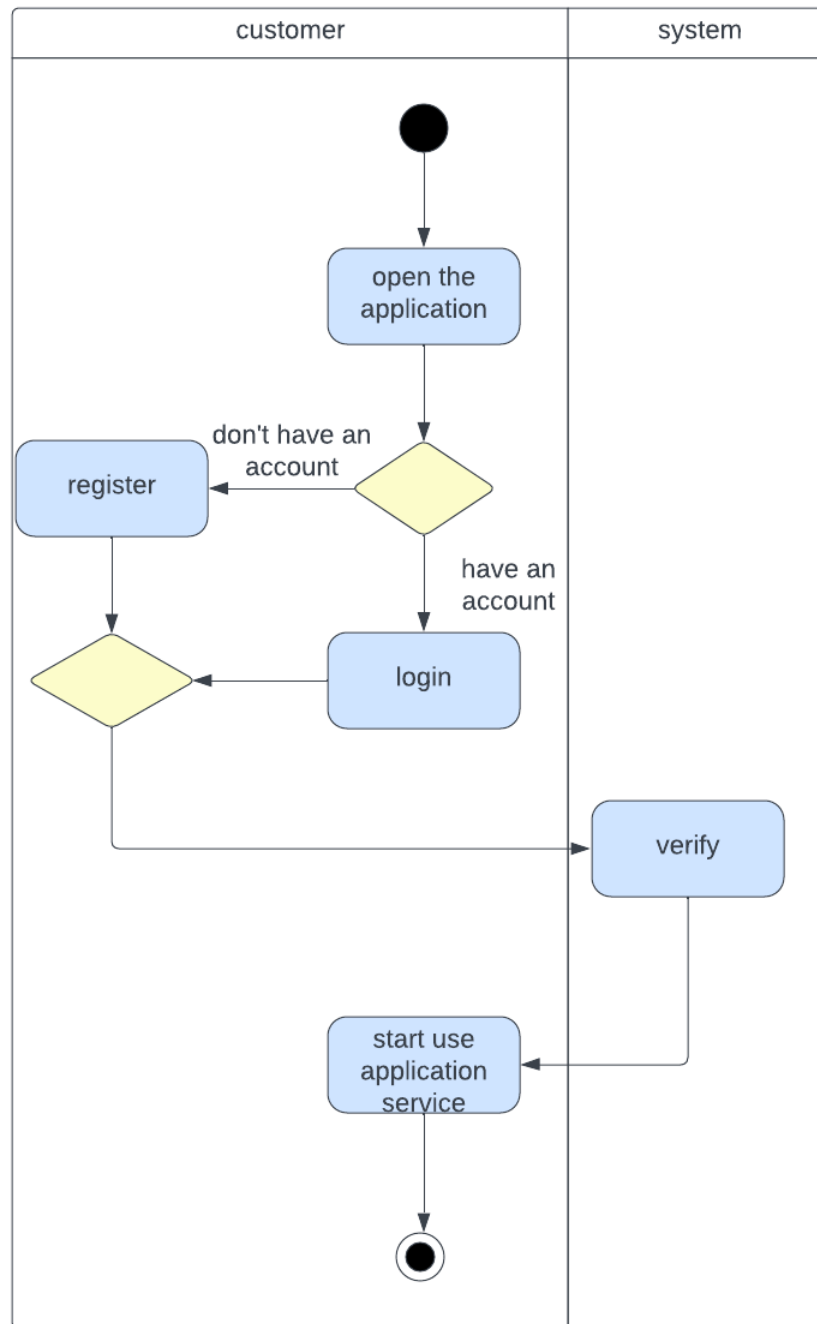 customer
system
open the
application
don't have an
account
register
have an
account
login
verify
start use
application
service